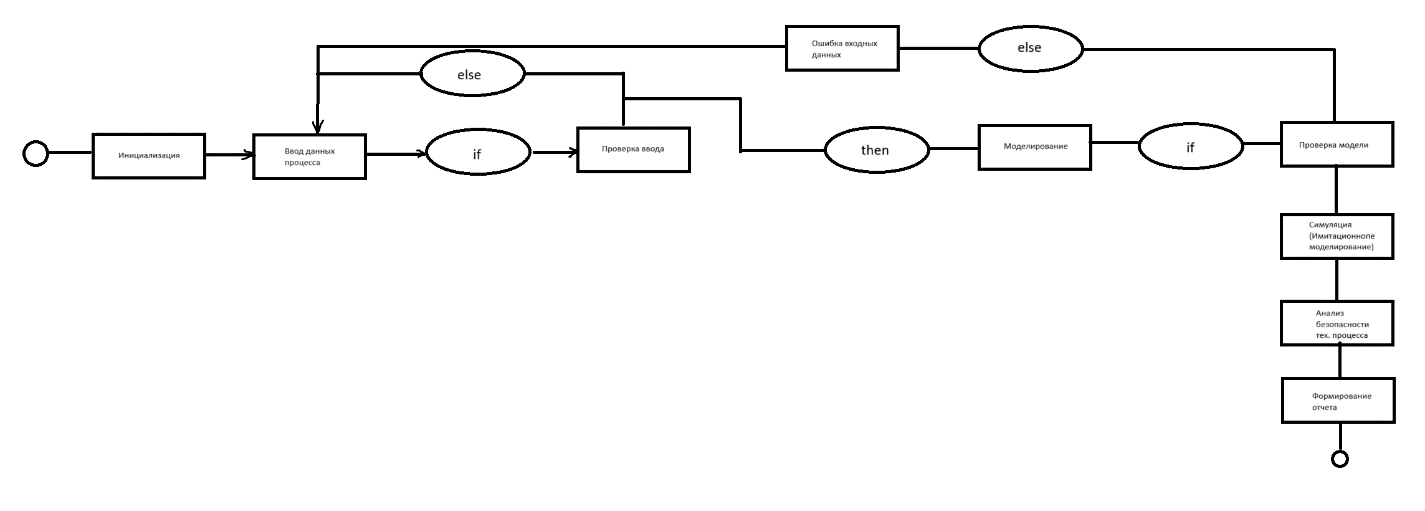 Ошибка входных
данных
else
else
Инициализация
Ввод данных
процесса
if
Проверка ввода
then
Моделирование
if
Проверка модели
Симуляция
(Имитационнопе
моделирование)
Анализ
безопасности
тех. процесса
Формирование
отчета